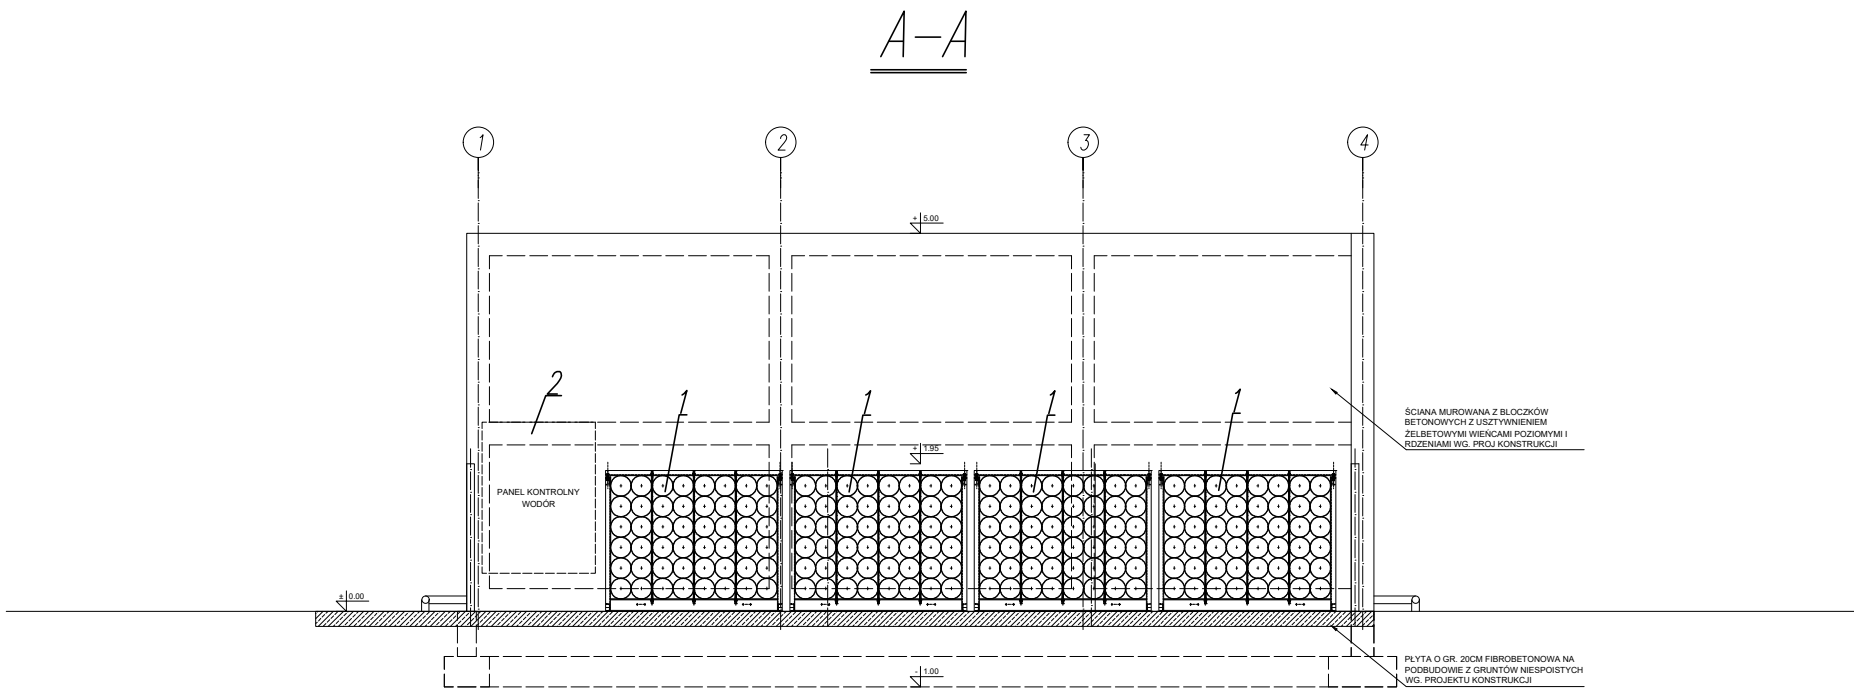 A-A
1
2
3
4
+ 5.00
2
1
1
1
1
ŚCIANA MUROWANA Z BLOCZKÓW
BETONOWYCH Z USZTYWNIENIEM
ŻELBETOWYMI WIEŃCAMI POZIOMYMI I
RDZENIAMI WG. PROJ KONSTRUKCJI
+ 1.95
PANEL KONTROLNY
WODÓR
± 0.00
PŁYTA O GR. 20CM FIBROBETONOWA NA
PODBUDOWIE Z GRUNTÓW NIESPOISTYCH
WG. PROJEKTU KONSTRUKCJI
- 1.00